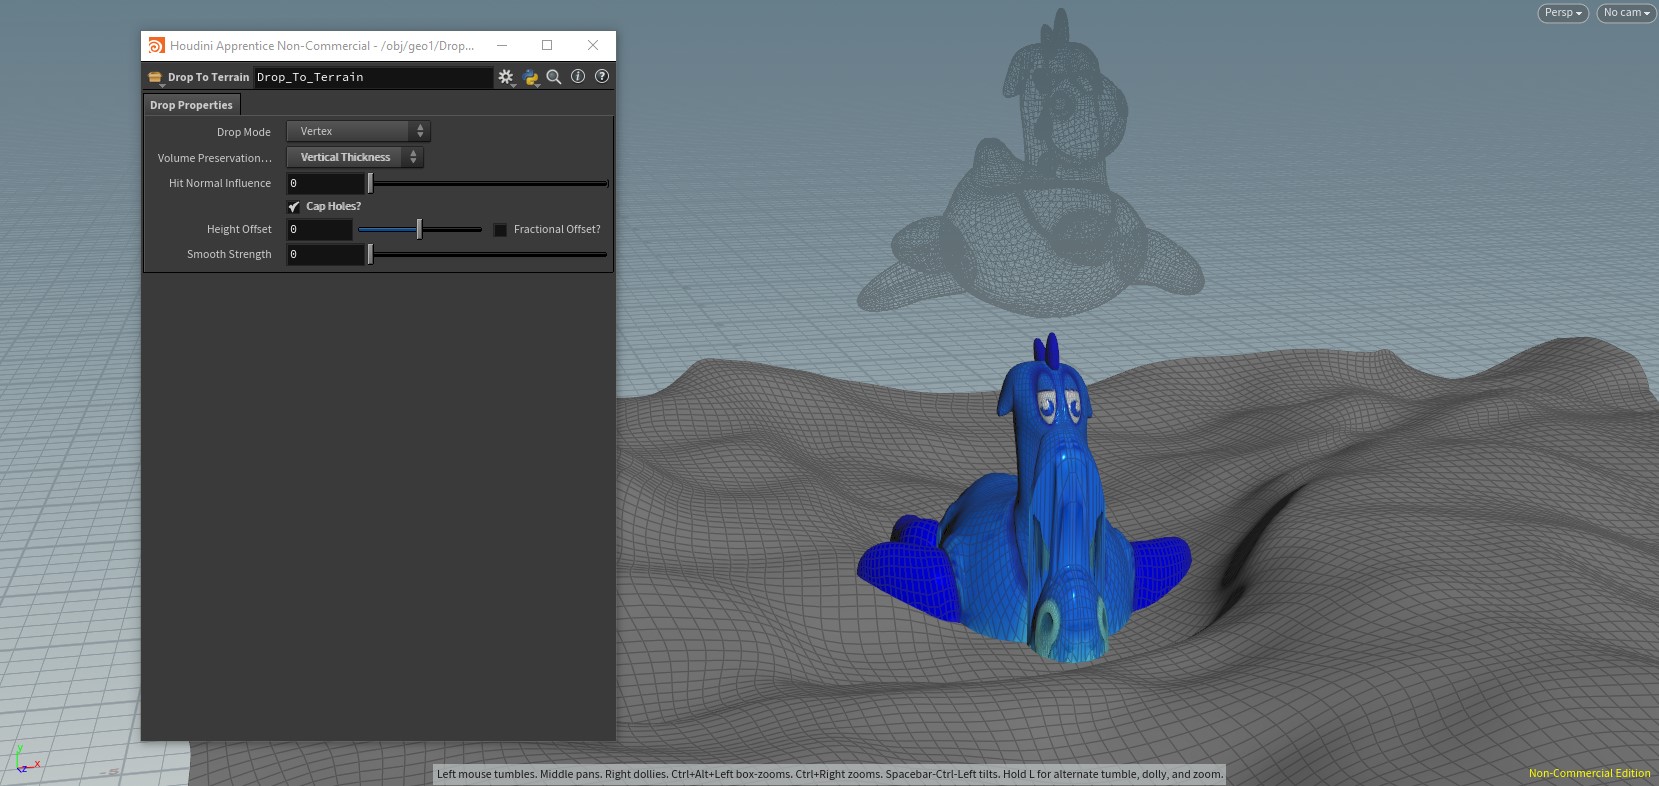 Persp
No cam
Houdini Apprentice Non-Commercial - /obj/geo1/Drop...
Drop To Terrain Drop_To_Terrain
Drop Properties
Drop Mode Vertex
Volume Preservation... Vertical Thickness
Hit Normal Influence 0
Cap Holes?
Height Offset 0 Fractional Offset?
Smooth Strength 0
y
x
z
Left mouse tumbles. Middle pans. Right dollies. Ctrl+Alt+Left box-zooms. Ctrl+Right zooms. Spacebar-Ctrl-Left tilts. Hold L for alternate tumble, dolly, and zoom.
Non-Commercial Edition